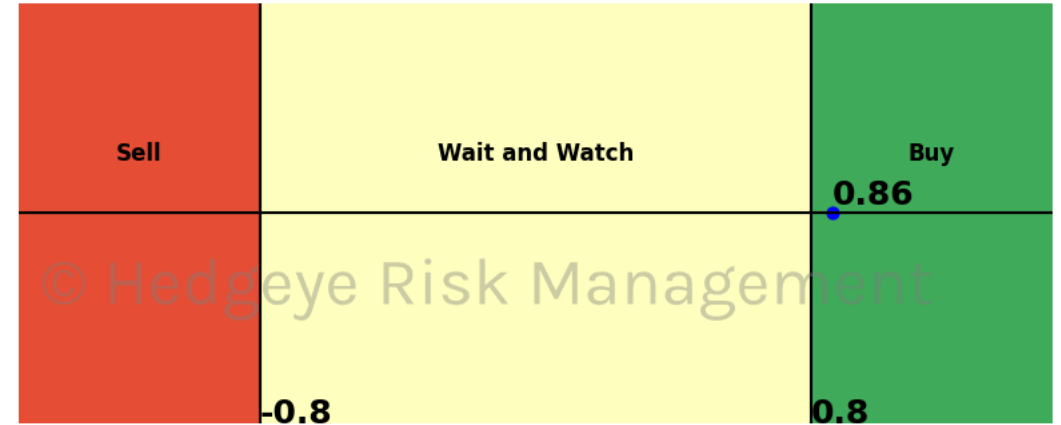 Sell
Wait and Watch
Buy
0.86
© Hedgeye Risk Management
-0.8
0.8